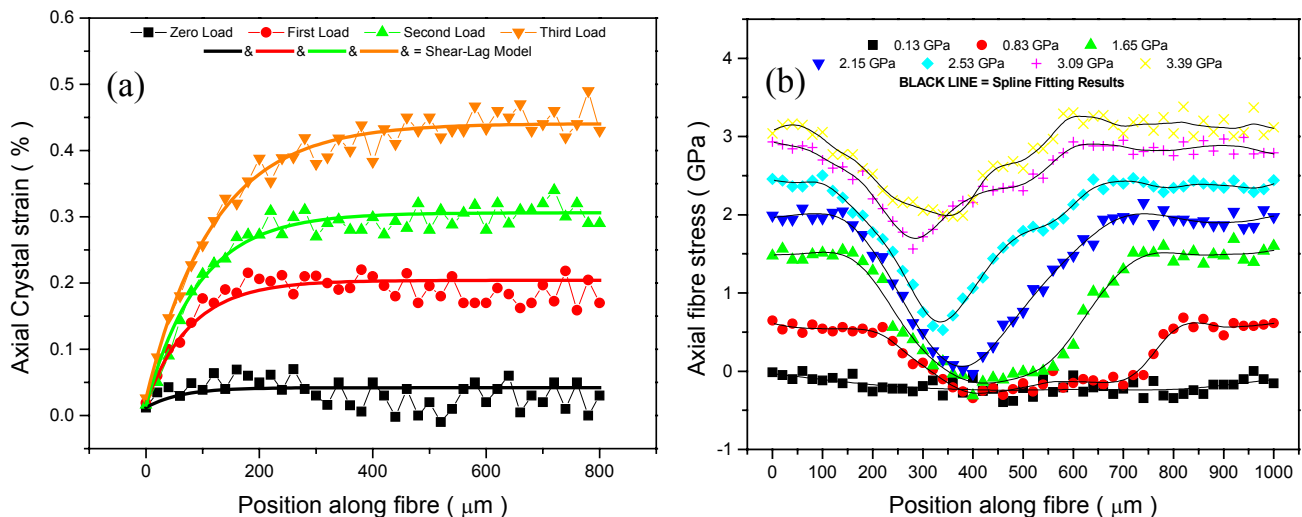 (a)
Zero Load First Load Second Load Third Load
& & & & = Shear-Lag Model
Axial Crystal strain ( % )
0.6
0.5
0.4
0.3
0.2
0.1
0.0
0 200 400 600 800
Position along fibre ( μm )
(b)
0.13 GPa 0.83 GPa 1.65 GPa
2.15 GPa 2.53 GPa 3.09 GPa 3.39 GPa
BLACK LINE = Spline Fitting Results
Axial fibre stress ( GPa )
4
3
2
1
0
-1
0 100 200 300 400 500 600 700 800 900 1000
Position along fibre ( μm )